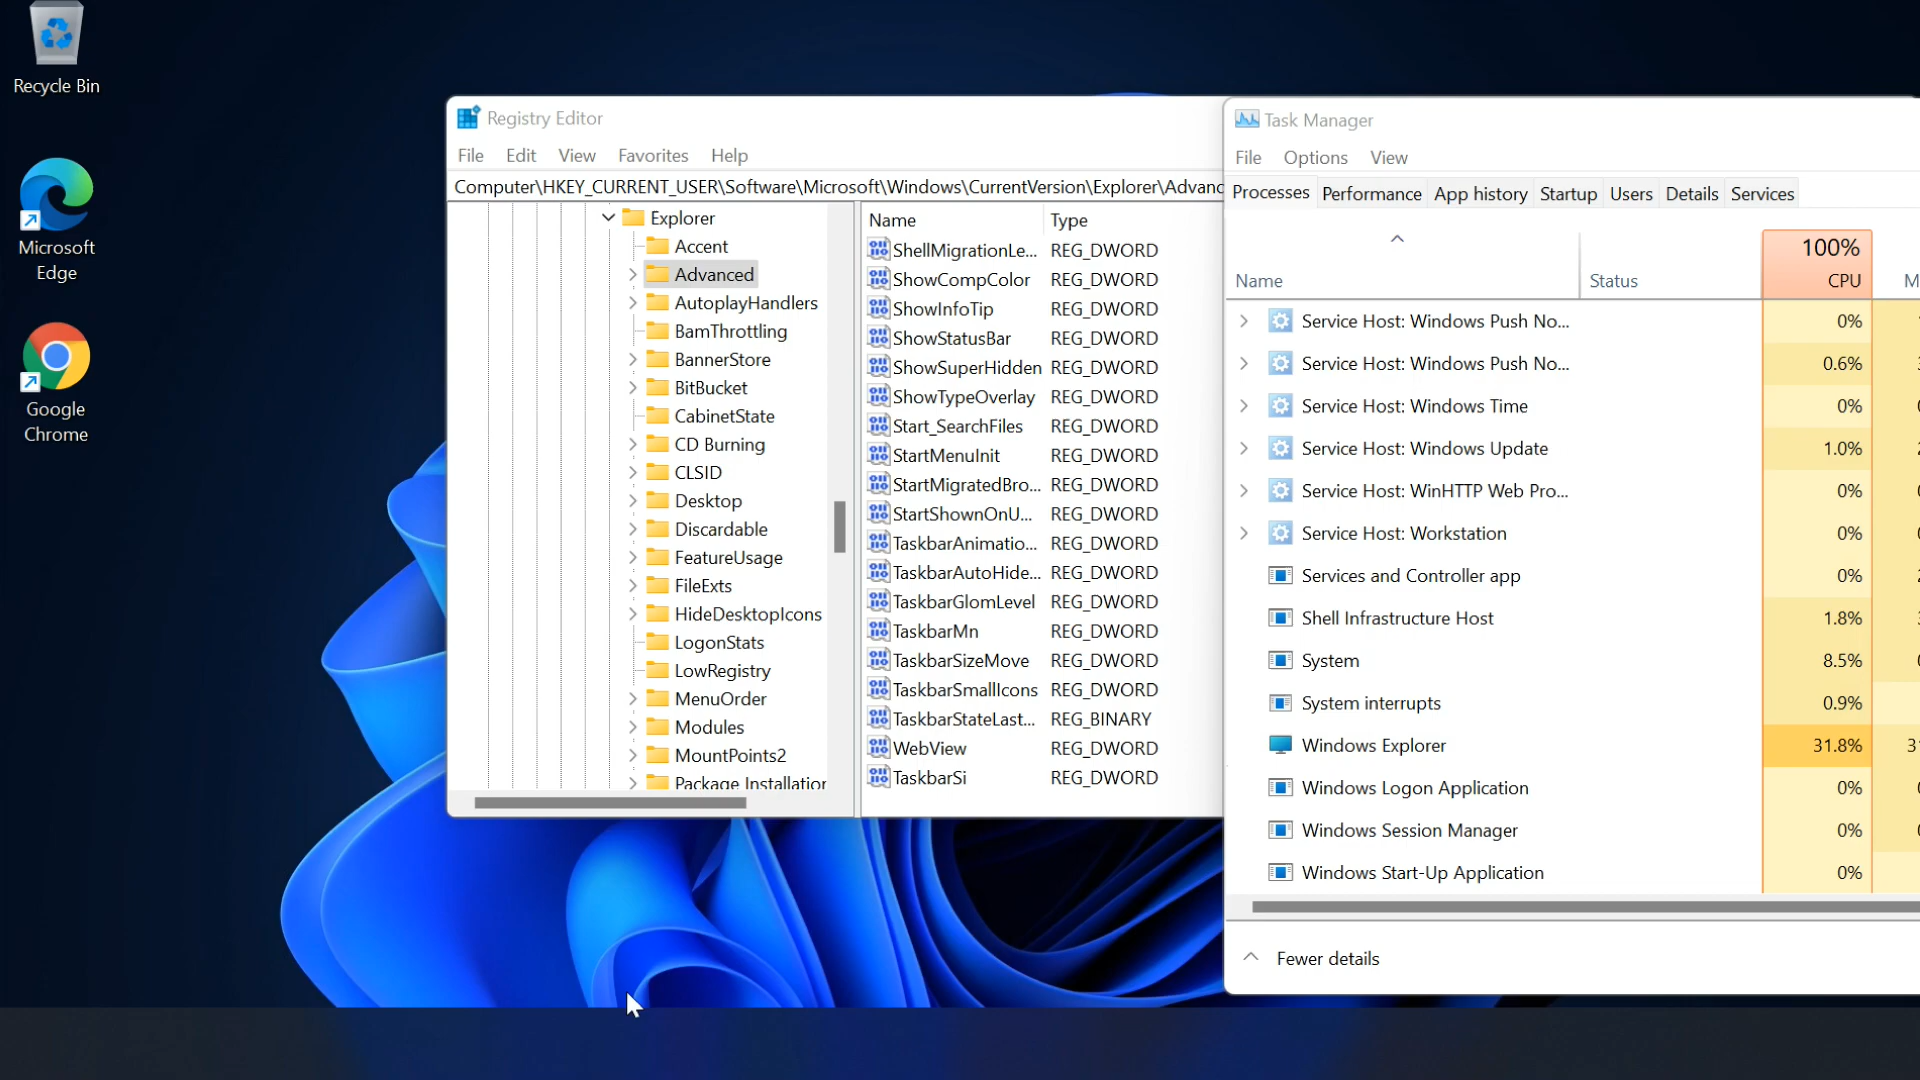 Recycle Bin
Microsoft
Edge
Google
Chrome
Registry Editor
File Edit View Favorites Help
Computer\HKEY_CURRENT_USER\Software\Microsoft\Windows\CurrentVersion\Explorer\Advanc
Explorer
Accent
Advanced
AutoplayHandlers
BamThrottling
BannerStore
BitBucket
CabinetState
CD Burning
CLSID
Desktop
Discardable
FeatureUsage
FileExts
HideDesktopIcons
LogonStats
LowRegistry
MenuOrder
Modules
MountPoints2
Package Installation
Name Type
ShellMigrationLe... REG_DWORD
ShowCompColor REG_DWORD
ShowInfoTip REG_DWORD
ShowStatusBar REG_DWORD
ShowSuperHidden REG_DWORD
ShowTypeOverlay REG_DWORD
Start_SearchFiles REG_DWORD
StartMenuInit REG_DWORD
StartMigratedBro... REG_DWORD
StartShownOnU... REG_DWORD
TaskbarAnimatio... REG_DWORD
TaskbarAutoHide... REG_DWORD
TaskbarGlomLevel REG_DWORD
TaskbarMn REG_DWORD
TaskbarSizeMove REG_DWORD
TaskbarSmallIcons REG_DWORD
TaskbarStateLast... REG_BINARY
WebView REG_DWORD
TaskbarSi REG_DWORD
Task Manager
File Options View
Processes Performance App history Startup Users Details Services
100%
Name Status CPU M
Service Host: Windows Push No... 0%
Service Host: Windows Push No... 0.6%
Service Host: Windows Time 0%
Service Host: Windows Update 1.0%
Service Host: WinHTTP Web Pro... 0%
Service Host: Workstation 0%
Services and Controller app 0%
Shell Infrastructure Host 1.8%
System 8.5%
System interrupts 0.9%
Windows Explorer 31.8%
Windows Logon Application 0%
Windows Session Manager 0%
Windows Start-Up Application 0%
Fewer details